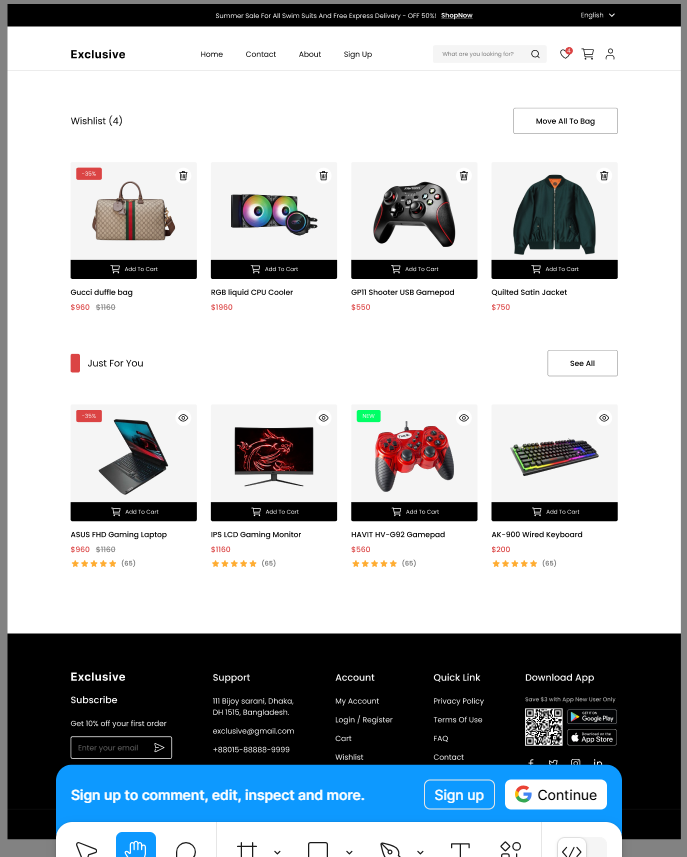 Summer Sale For All Swim Suits And Free Express Delivery - OFF 50%! ShopNow
English
Exclusive
Home Contact About Sign Up
What are you looking for?
4
Wishlist (4)
Move All To Bag
-35%
Add To Cart Add To Cart Add To Cart Add To Cart
Gucci duffle bag RGB liquid CPU Cooler GP11 Shooter USB Gamepad Quilted Satin Jacket
$960 $1160 $1960 $550 $750
Just For You
See All
-35% NEW
Add To Cart Add To Cart Add To Cart Add To Cart
ASUS FHD Gaming Laptop IPS LCD Gaming Monitor HAVIT HV-G92 Gamepad AK-900 Wired Keyboard
$960 $1160 $1160 $560 $200
(65) (65) (65) (65)
Exclusive
Subscribe
Get 10% off your first order
Enter your email
Support
111 Bijoy sarani, Dhaka,
DH 1515, Bangladesh.
exclusive@gmail.com
+88015-88888-9999
Account
My Account
Login / Register
Cart
Wishlist
Quick Link
Privacy Policy
Terms Of Use
FAQ
Contact
Download App
Save $3 with App New User Only
GET IT ON
Google Play
Download on the
App Store
Sign up to comment, edit, inspect and more.
Sign up
Continue